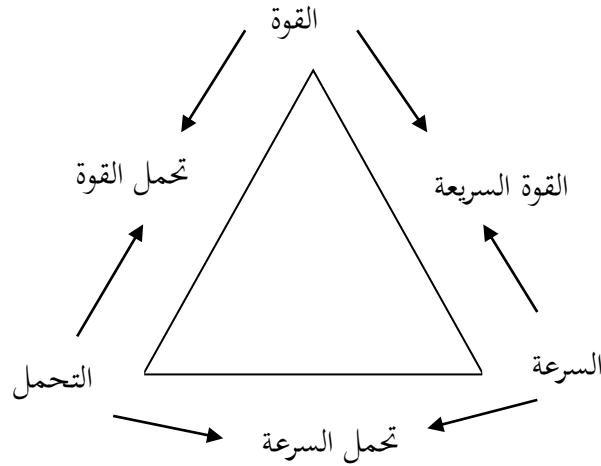 القوة
القوة السريعة
تحمل القوة
السرعة
التحمل
تحمل السرعة